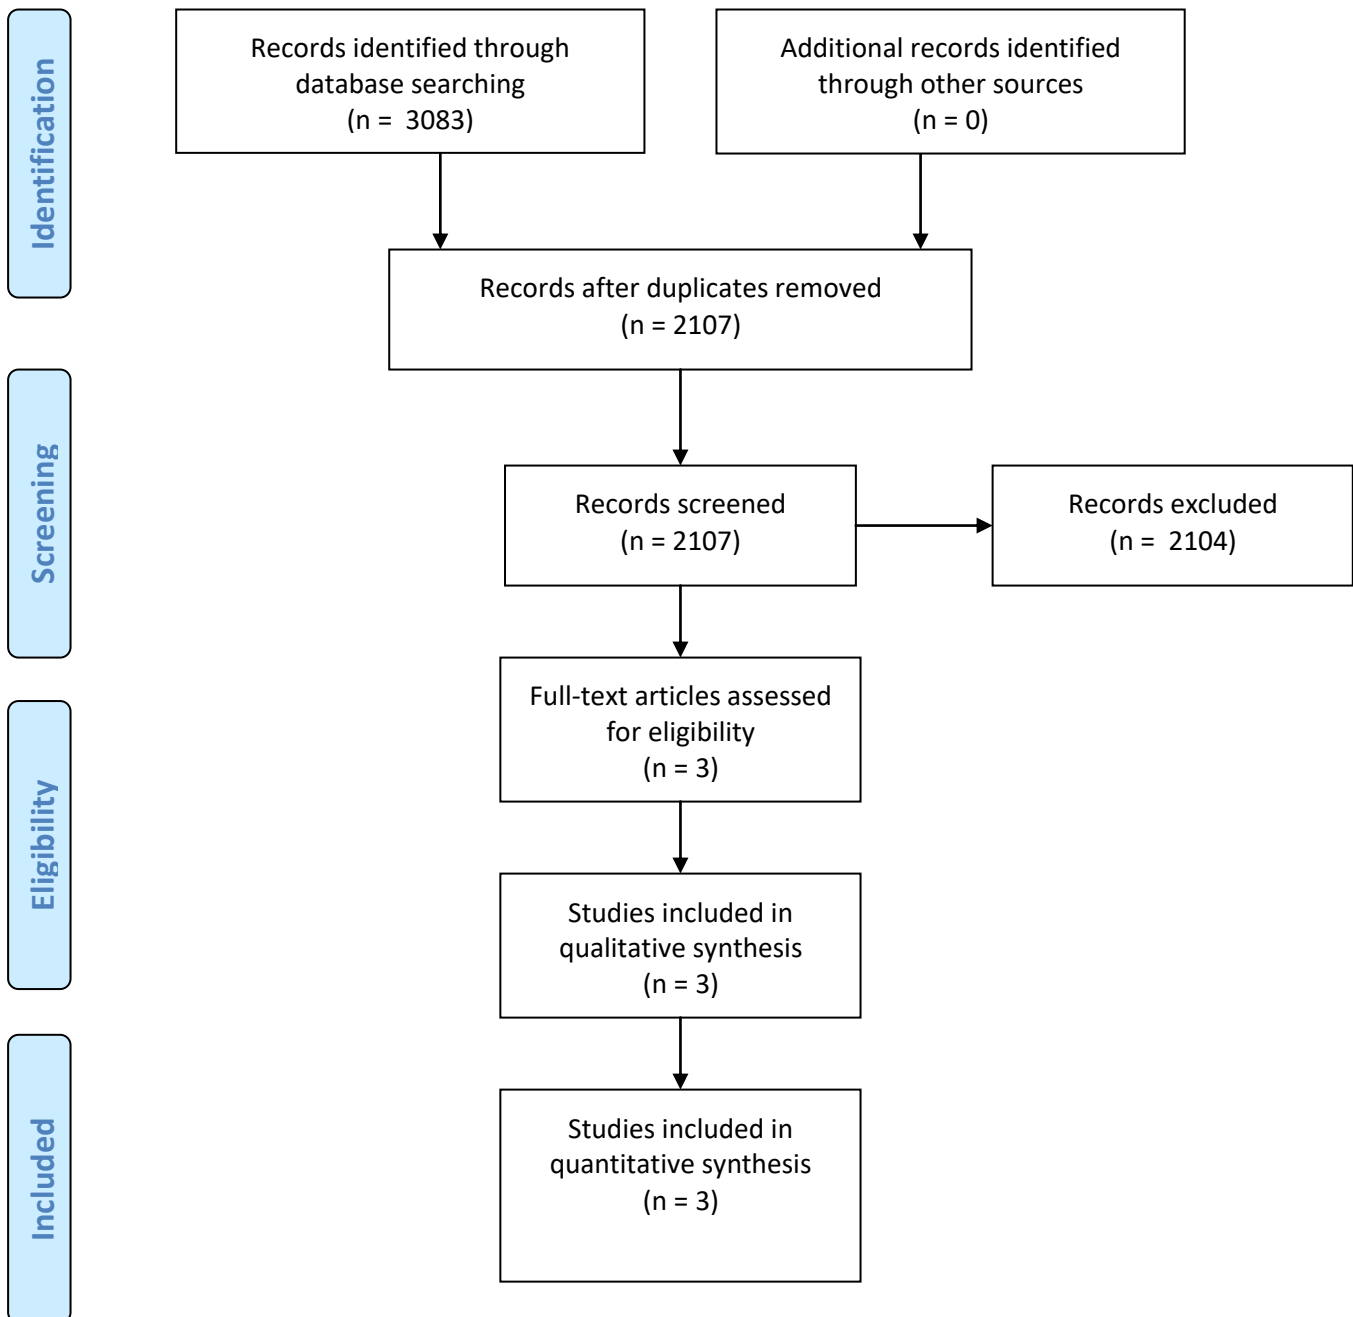 Identification
Records identified through
database searching
(n = 3083)
Additional records identified
through other sources
(n = 0)
Records after duplicates removed
(n = 2107)
Screening
Records screened
(n = 2107)
Records excluded
(n = 2104)
Eligibility
Full-text articles assessed
for eligibility
(n = 3)
Studies included in
qualitative synthesis
(n = 3)
Included
Studies included in
quantitative synthesis
(n = 3)